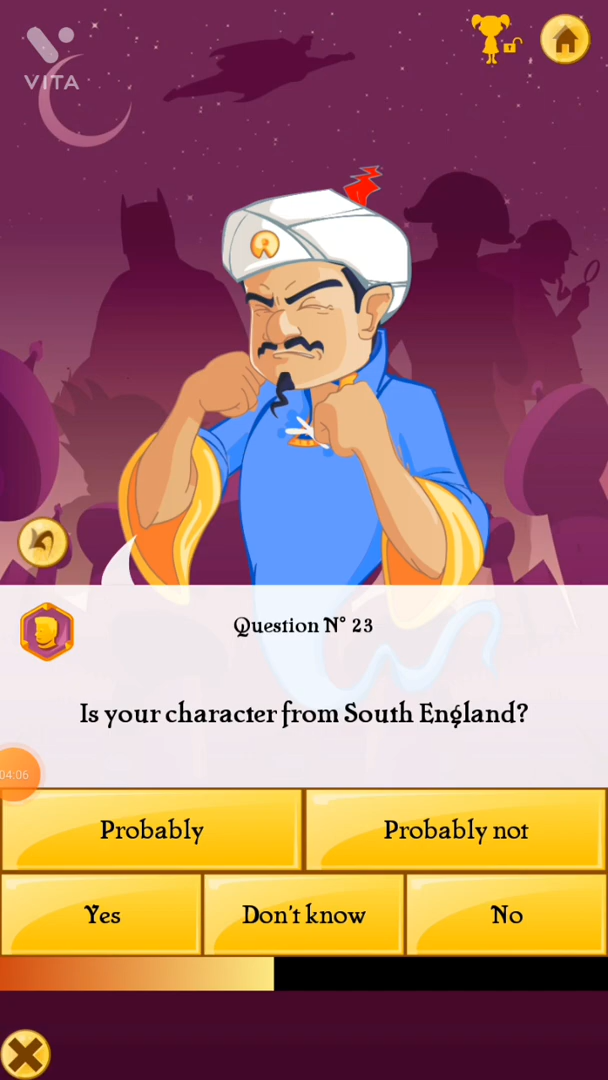 VITA
Question N° 23
Is your character from South England?
04:06
Probably
Probably not
Yes
Don't know
No